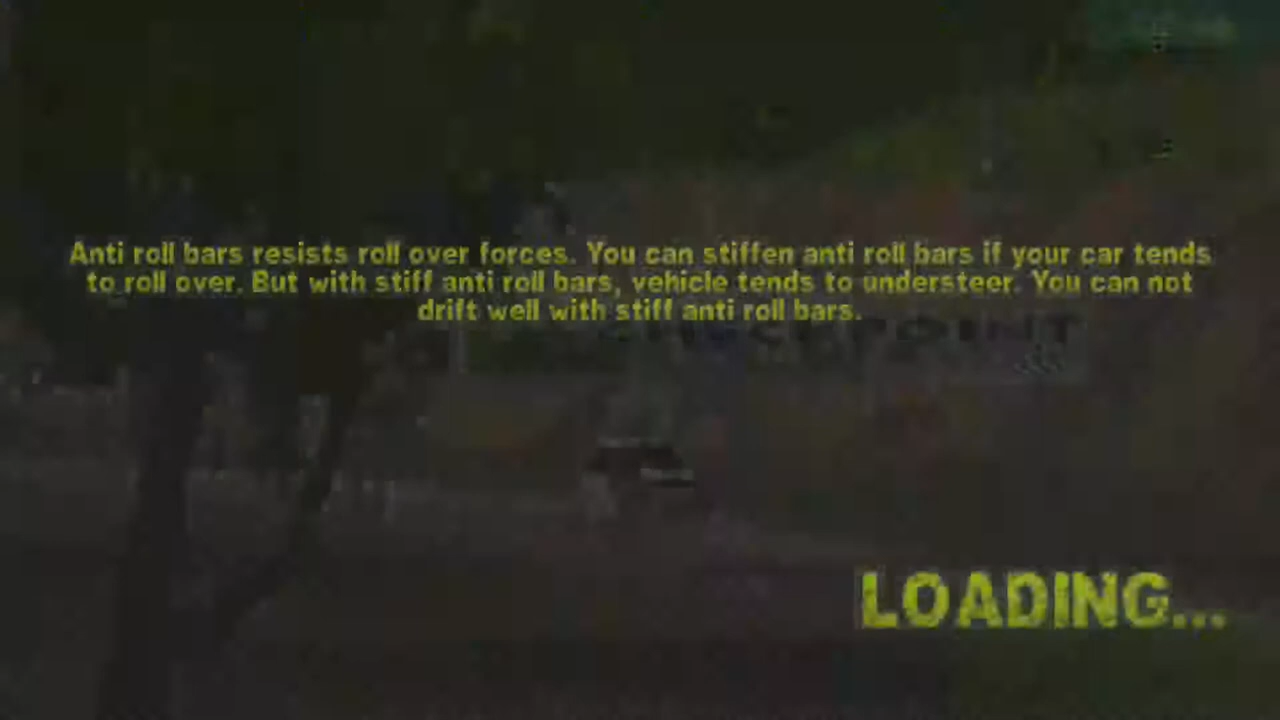 Anti roll bars resists roll over forces. You can stiffen anti roll bars if your car tends
to roll over. But with stiff anti roll bars, vehicle tends to understeer. You can not
drift well with stiff anti roll bars.
CHECKPOINT
LOADING...